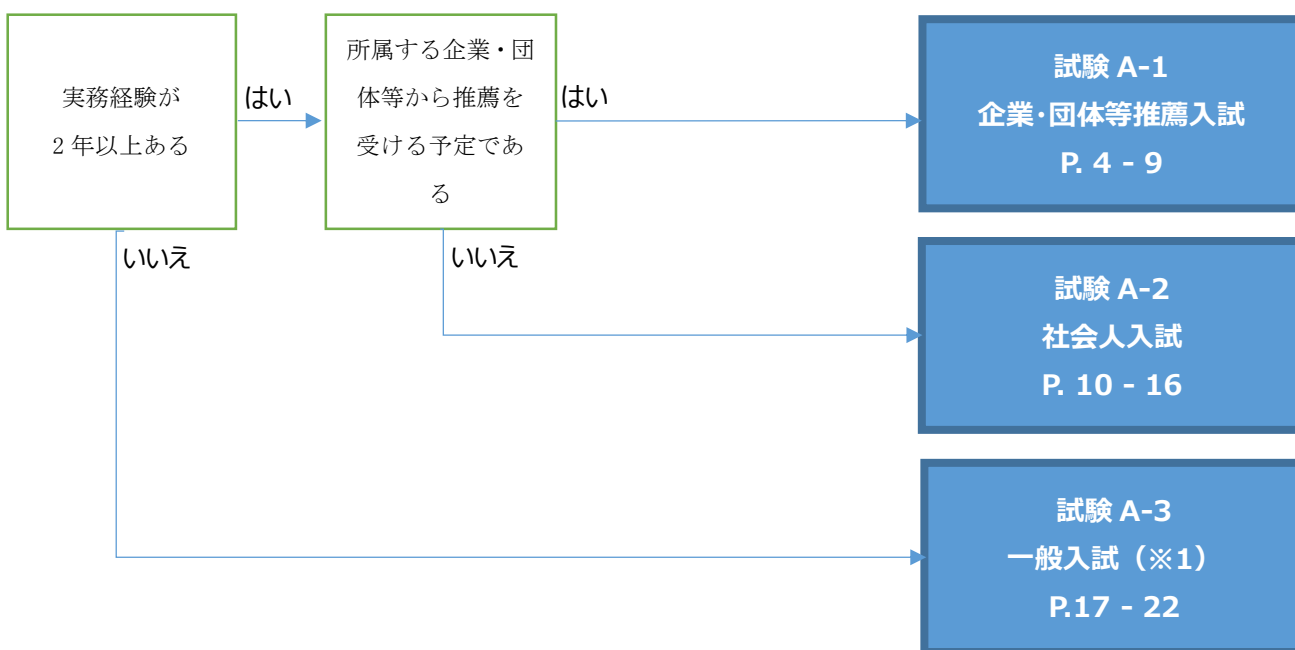 実務経験が
2年以上ある
はい
所属する企業・団
体等から推薦を
受ける予定であ
る
はい
試験 A-1
企業・団体等推薦入試
P. 4 - 9
いいえ
いいえ
試験 A-2
社会人入試
P. 10 - 16
試験 A-3
一般入試（※1）
P.17 - 22